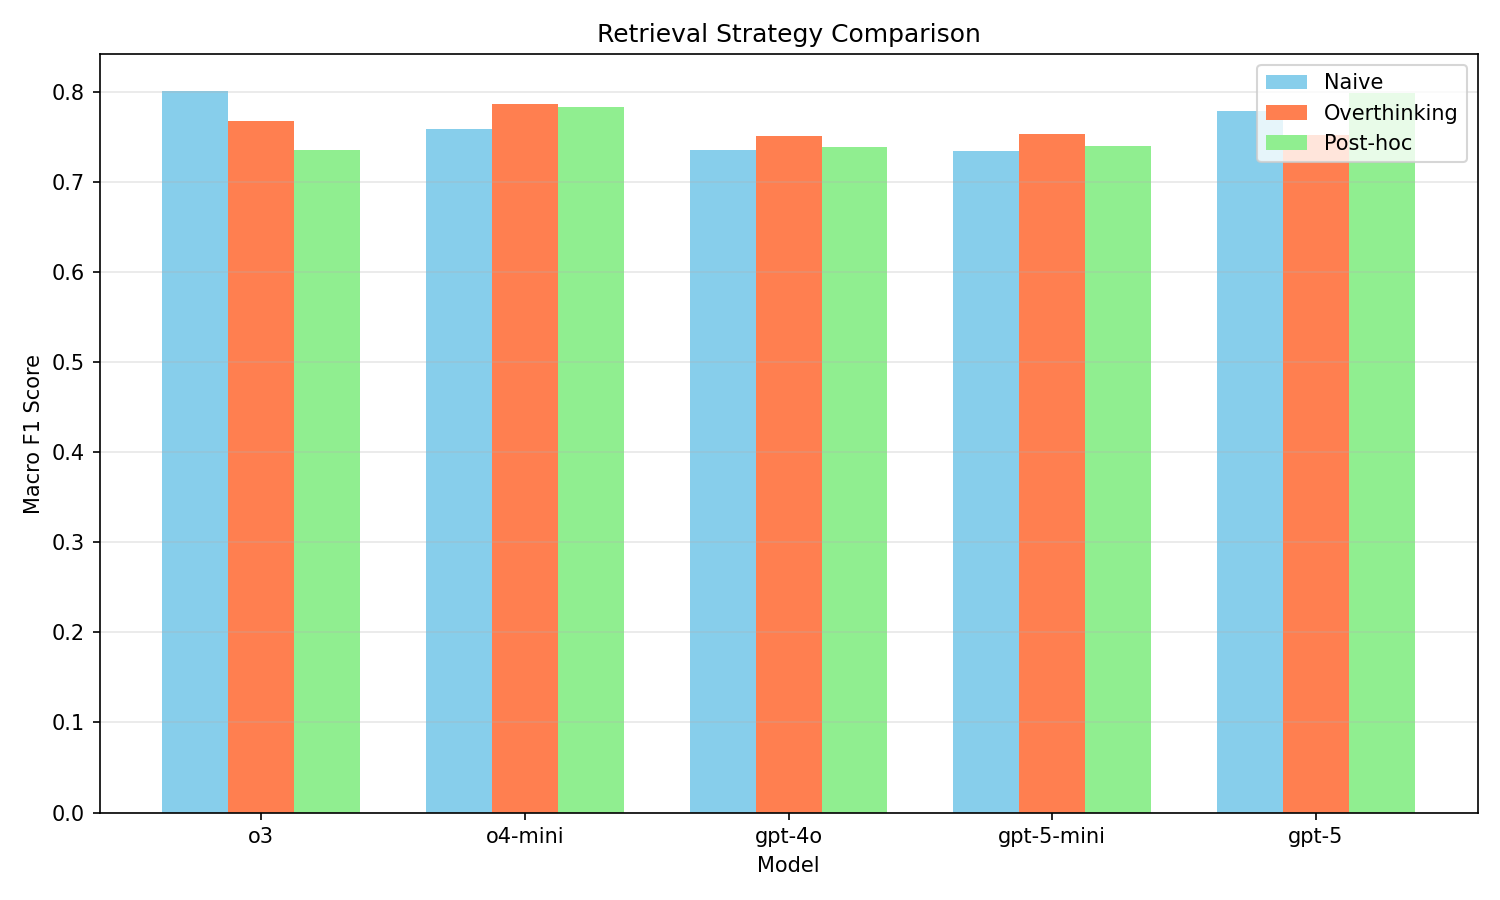 Retrieval Strategy Comparison
Naive
Overthinking
Post-hoc
Macro F1 Score
0.8
0.7
0.6
0.5
0.4
0.3
0.2
0.1
0.0
o3 o4-mini gpt-4o gpt-5-mini gpt-5
Model